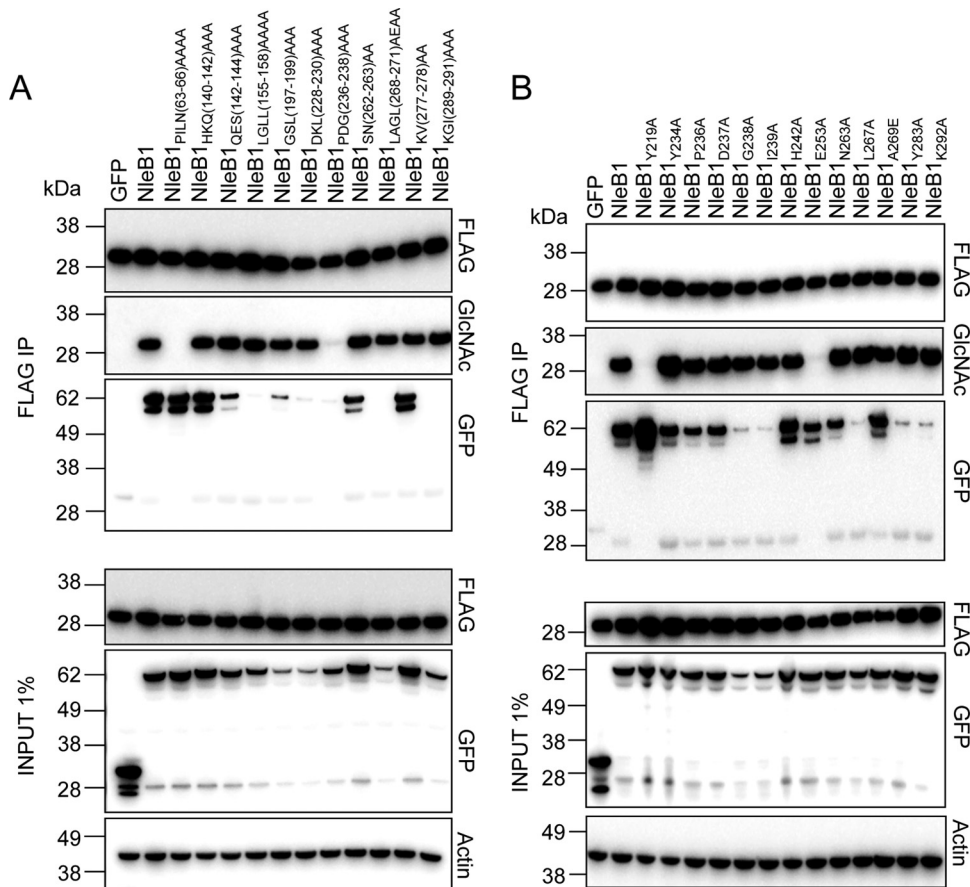 A
GFP
NleB1
NleB1PILN(63-66)AAAA
NleB1HKQ(140-142)AAA
NleB1QES(142-144)AAA
NleB1LGLL(155-158)AAAA
NleB1GSL(197-199)AAA
NleB1DKL(228-230)AAA
NleB1PDG(236-238)AAA
NleB1SN(262-263)AA
NleB1LAGL(268-271)AEAA
NleB1KV(277-278)AA
NleB1KGI(289-291)AAA
kDa
FLAG IP
38
28
FLAG
38
28
GlcNAc
62
49
38
28
GFP
INPUT 1%
38
28
FLAG
62
49
38
28
GFP
49
38
Actin
B
GFP
NleB1
NleB1Y219A
NleB1Y234A
NleB1P236A
NleB1D237A
NleB1G238A
NleB1I239A
NleB1H242A
NleB1E253A
NleB1N263A
NleB1L267A
NleB1A269E
NleB1Y283A
NleB1K292A
kDa
FLAG IP
38
28
FLAG
38
28
GlcNAc
62
49
38
28
GFP
INPUT 1%
28
FLAG
62
49
38
28
GFP
49
38
Actin